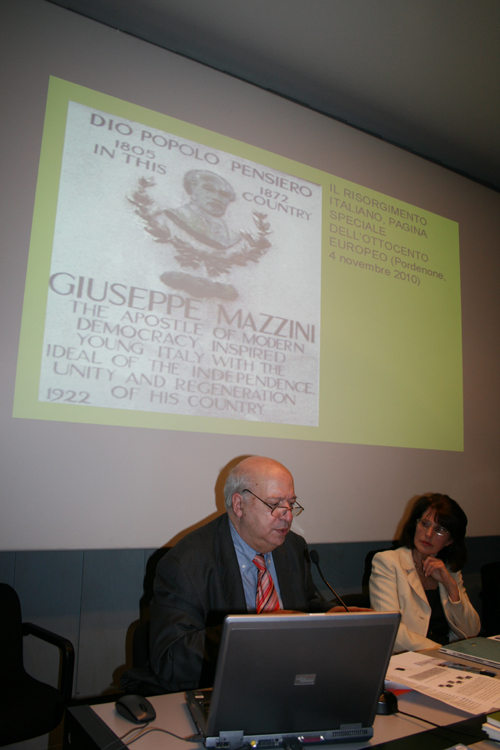 DIO POPOLO PENSIERO
1805 1872
IN THIS COUNTRY
GIUSEPPE MAZZINI
THE APOSTLE OF MODERN
DEMOCRACY INSPIRED
YOUNG ITALY WITH THE
IDEAL OF THE INDEPENDENCE,
UNITY AND REGENERATION
1922 OF HIS COUNTRY
IL RISORGIMENTO
ITALIANO, PAGINA
SPECIALE
DELL'OTTOCENTO
EUROPEO (Pordenone,
4 novembre 2010)